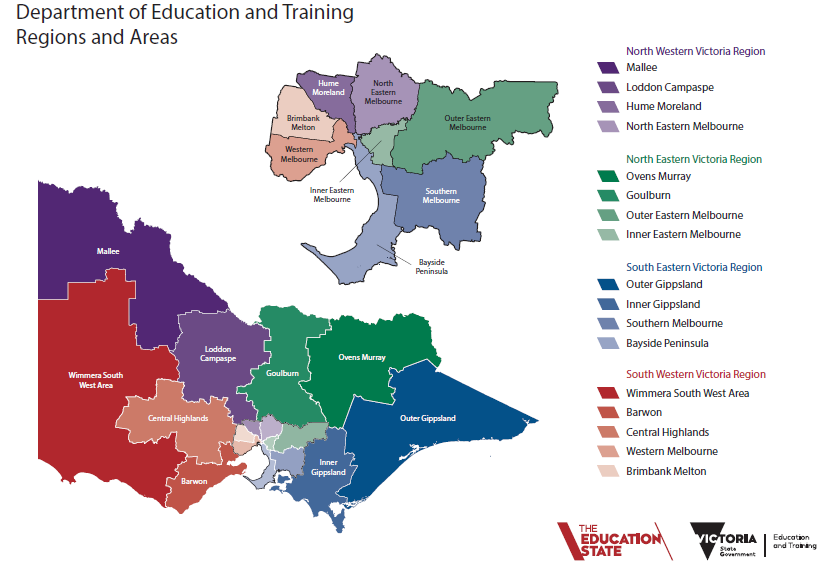 Department of Education and Training
Regions and Areas
Hume
Moreland
North
Eastern
Melbourne
Brimbank
Melton
Outer Eastern
Melbourne
Western
Melbourne
Inner Eastern
Melbourne
Southern
Melbourne
Bayside
Peninsula
Mallee
Loddon
Campaspe
Ovens Murray
Goulburn
Wimmera South
West Area
Central Highlands
Outer Gippsland
Inner
Gippsland
Barwon
North Western Victoria Region
Mallee
Loddon Campaspe
Hume Moreland
North Eastern Melbourne
North Eastern Victoria Region
Ovens Murray
Goulburn
Outer Eastern Melbourne
Inner Eastern Melbourne
South Eastern Victoria Region
Outer Gippsland
Inner Gippsland
Southern Melbourne
Bayside Peninsula
South Western Victoria Region
Wimmera South West Area
Barwon
Central Highlands
Western Melbourne
Brimbank Melton
THE
EDUCATION
STATE
VICTORIA
State
Government
Education
and Training